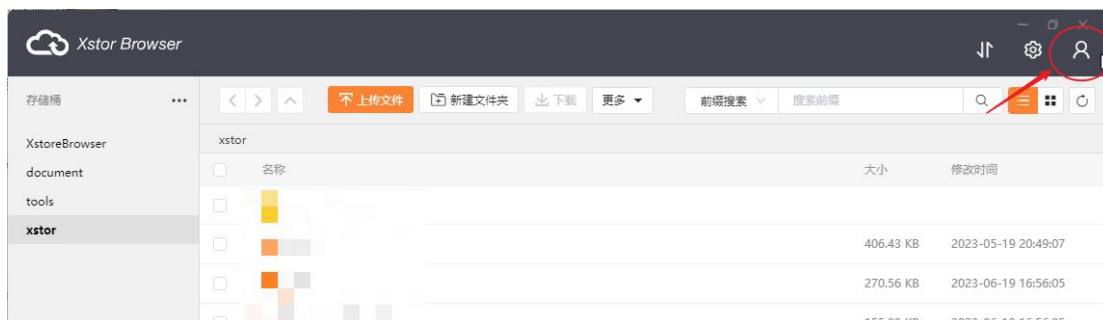 Xstor Browser
存储桶 ••• 上传文件 新建文件夹 下载 更多 前缀搜索 搜索前缀
XstoreBrowser
xstor
名称 大小 修改时间
document
tools
xstor
406.43 KB 2023-05-19 20:49:07
270.56 KB 2023-06-19 16:56:05